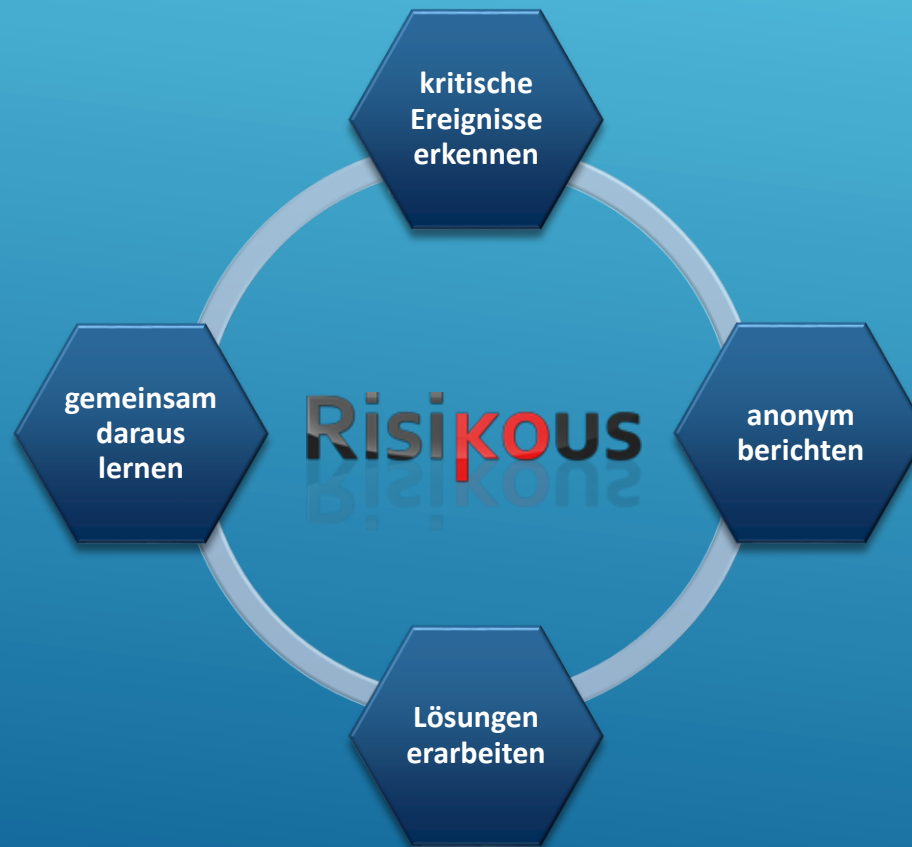 kritische
Ereignisse
erkennen
gemeinsam
daraus
lernen
Risikous
anonym
berichten
Lösungen
erarbeiten